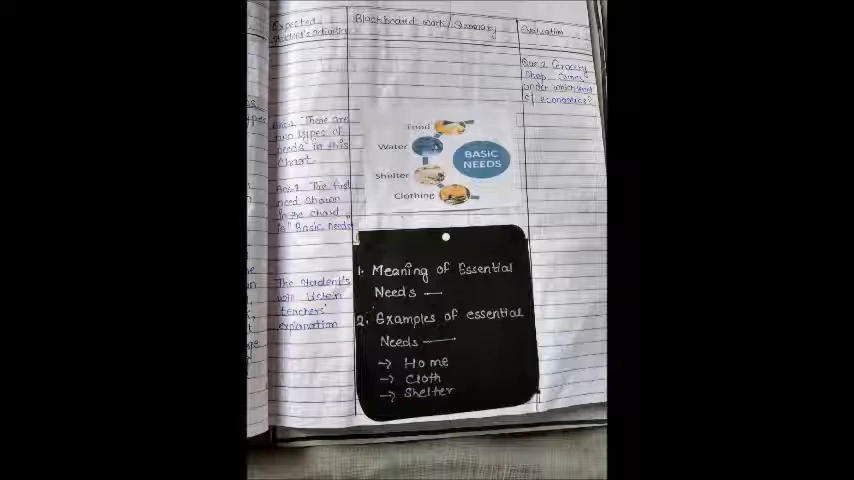 Expected
Student's activity
Blackboard work / Summary
Evaluation
Que.2 Grocery
Shop comes
under which
of economics?
Ans.1 "There are
two types of
needs" in this
Chart.
Ans.2 The first
need shown
in the chart
is "Basic Needs"
The student's
will listen
teachers'
explanation
Food
Water
Shelter
Clothing
BASIC
NEEDS
1. Meaning of Essential
Needs —
2. Examples of essential
Needs —
→ Home
→ Cloth
→ Shelter